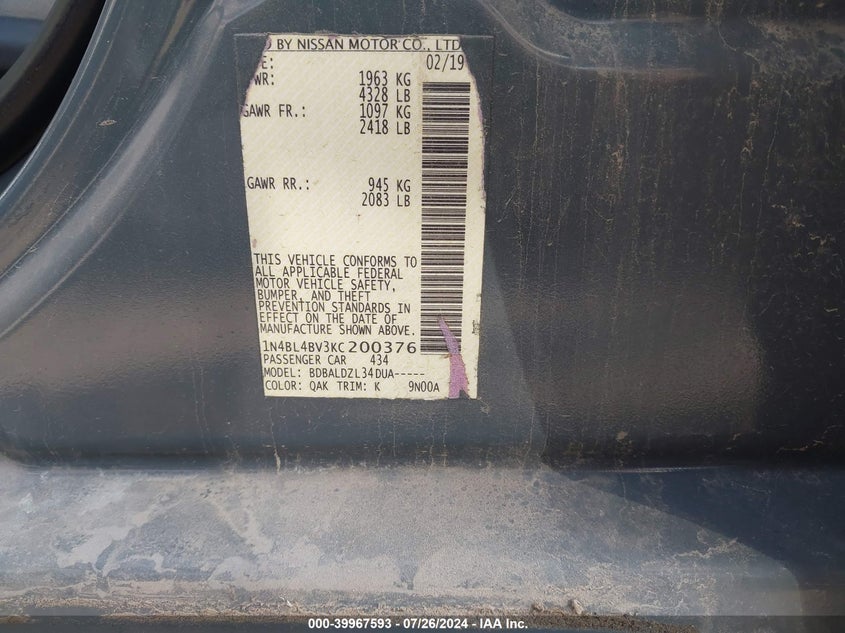 D BY NISSAN MOTOR CO., LTD
E: 02/19
WR: 1963 KG
4328 LB
GAWR FR.: 1097 KG
2418 LB
GAWR RR.: 945 KG
2083 LB
THIS VEHICLE CONFORMS TO
ALL APPLICABLE FEDERAL
MOTOR VEHICLE SAFETY,
BUMPER, AND THEFT
PREVENTION STANDARDS IN
EFFECT ON THE DATE OF
MANUFACTURE SHOWN ABOVE.
1N4BL4BV3KC200376
PASSENGER CAR 434
MODEL: BDBALDZL34DUA-----
COLOR: QAK TRIM: K 9N00A
000-39967593 - 07/26/2024 - IAA Inc.